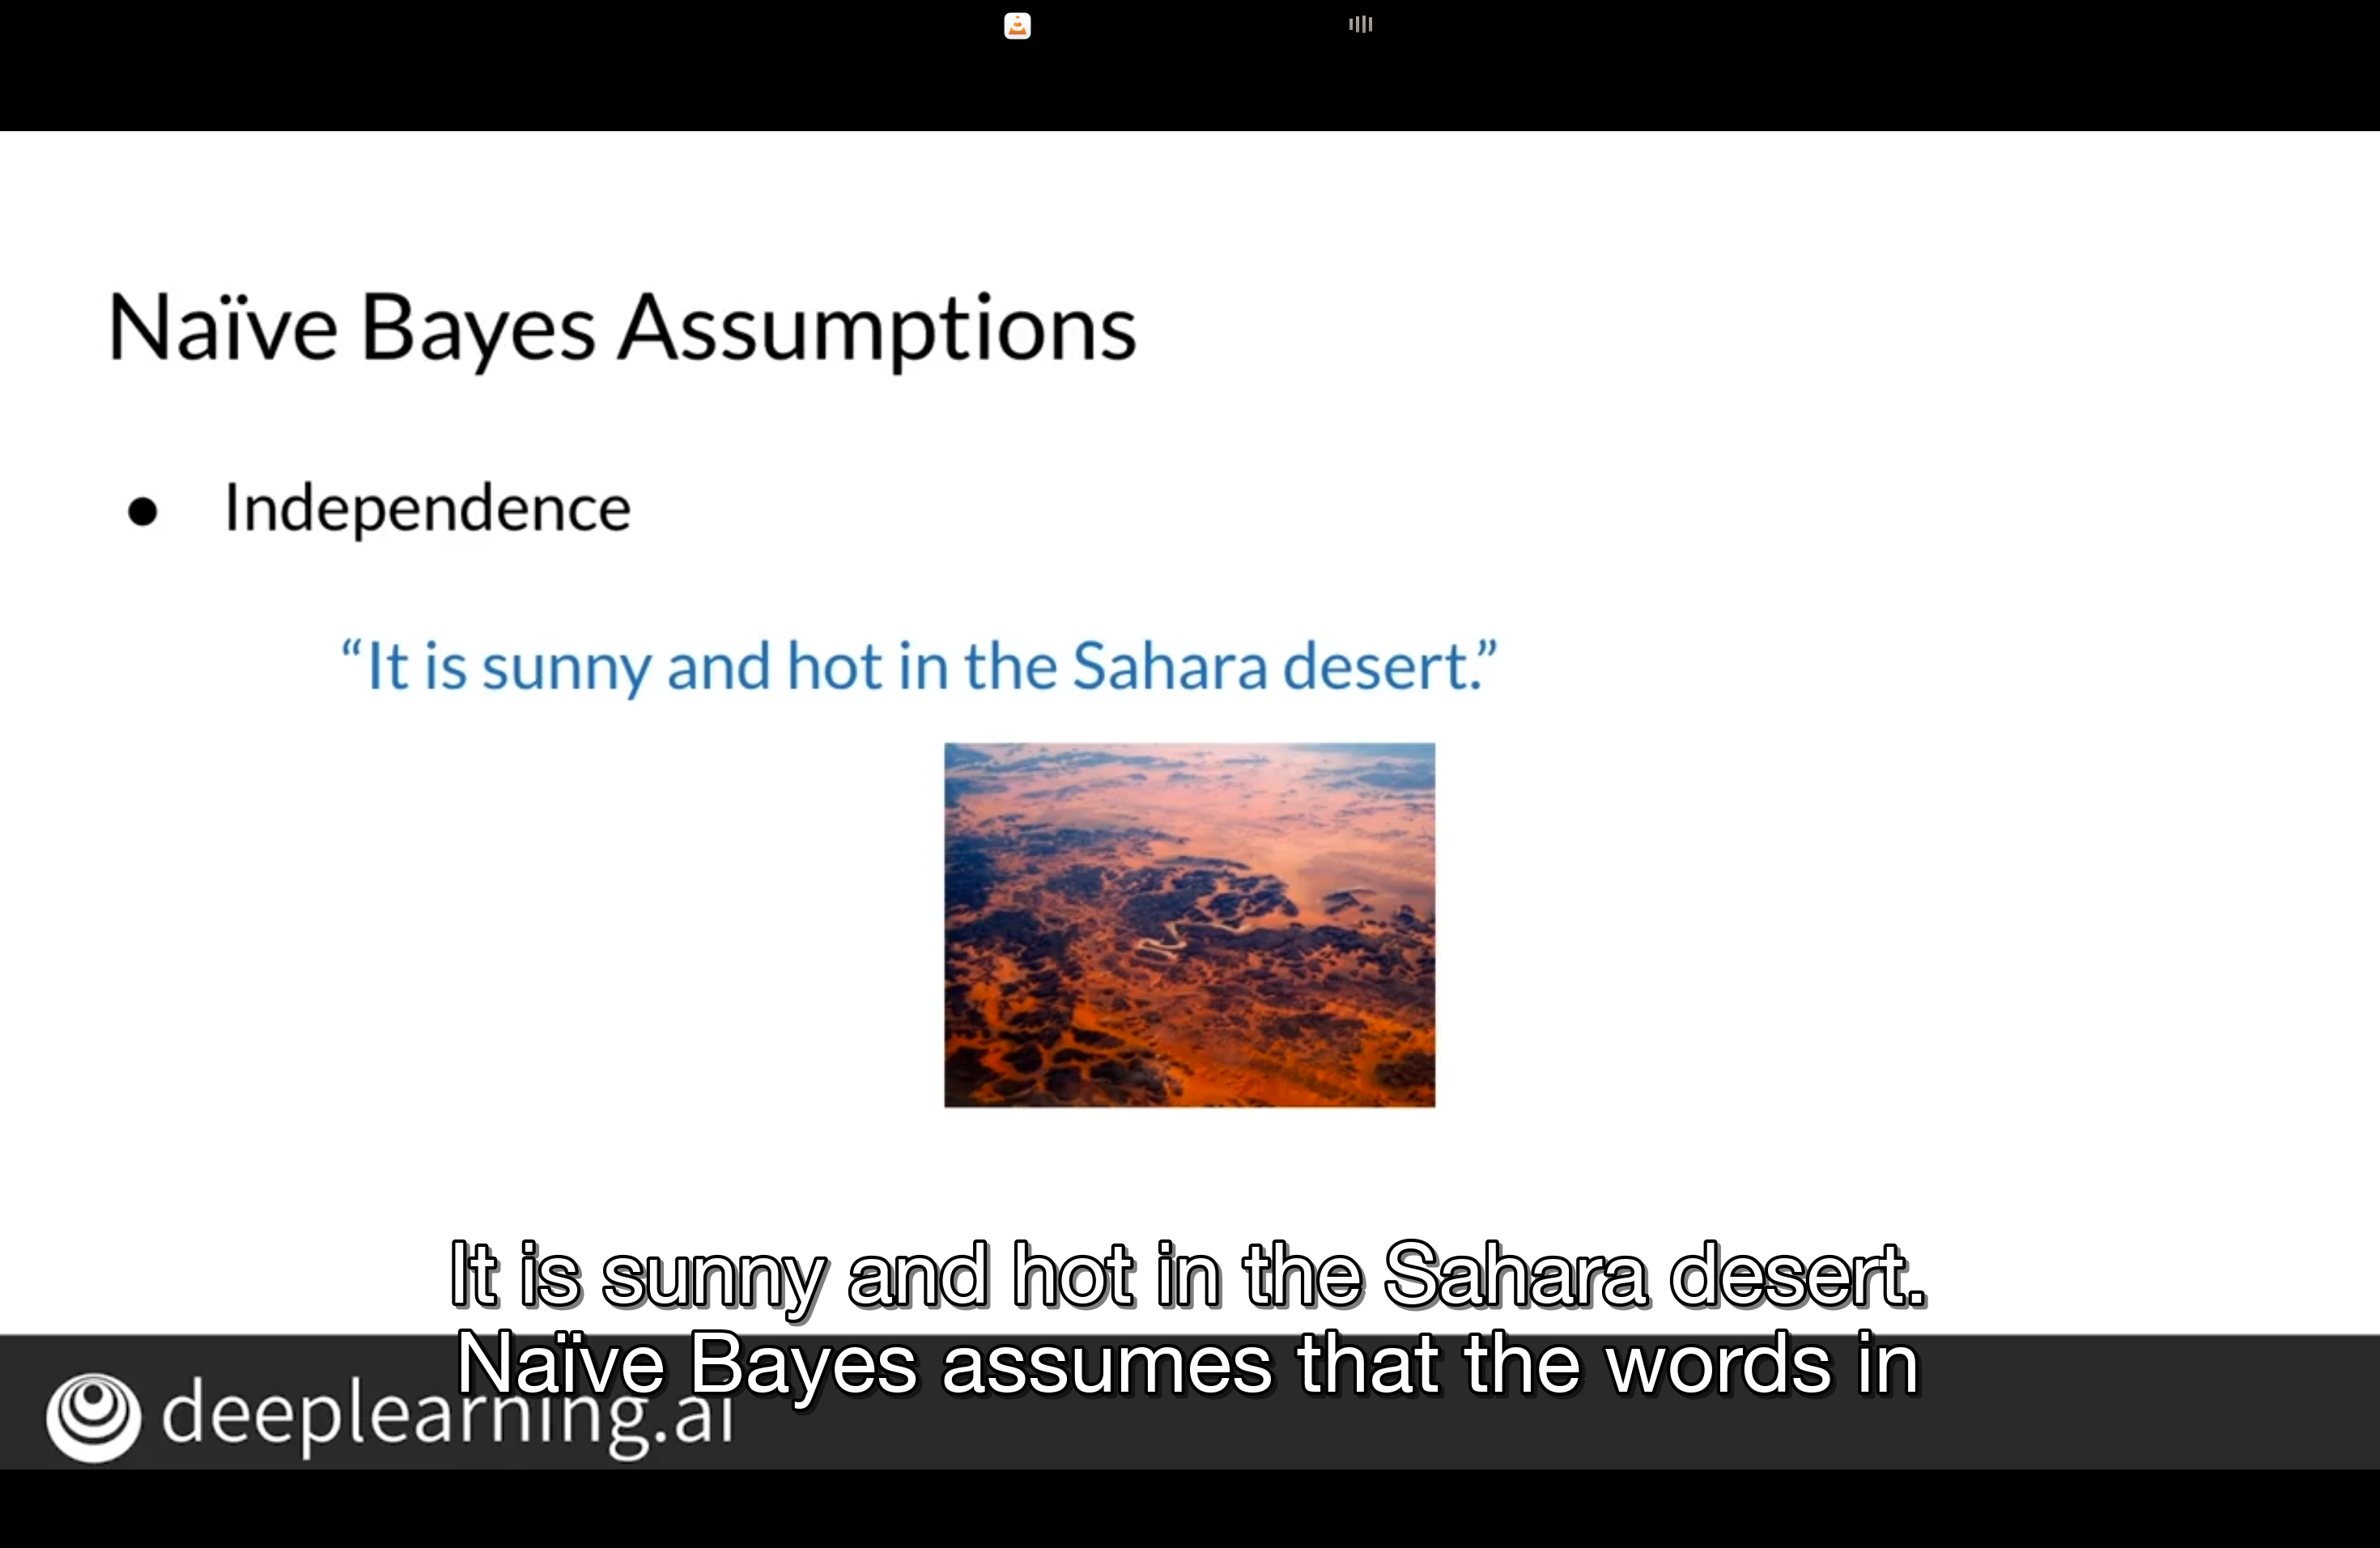 Naïve Bayes Assumptions
● Independence
“It is sunny and hot in the Sahara desert.”
It is sunny and hot in the Sahara desert.
Naïve Bayes assumes that the words in
deeplearning.ai